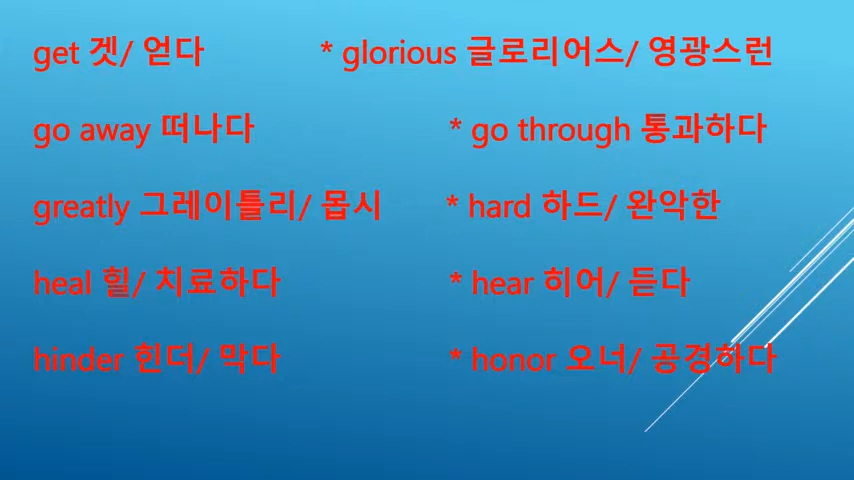 get 겟/ 얻다 * glorious 글로리어스/ 영광스런
go away 떠나다 * go through 통과하다
greatly 그레이틀리/ 몹시 * hard 하드/ 완악한
heal 힐/ 치료하다 * hear 히어/ 듣다
hinder 힌더/ 막다 * honor 오너/ 공경하다